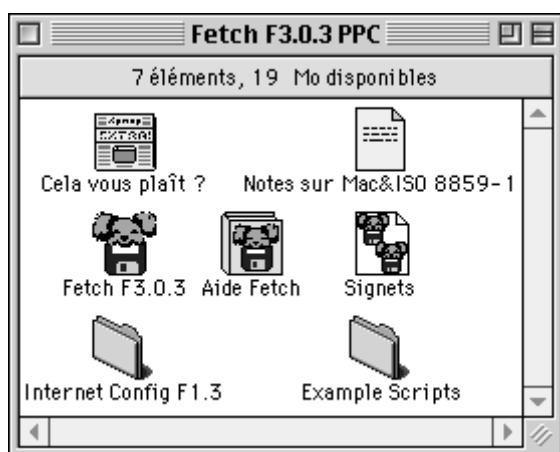 Fetch F3.0.3 PPC
7 éléments, 19 Mo disponibles
EXTRA!
Cela vous plaît ?
Notes sur Mac&ISO 8859-1
Fetch F3.0.3
Aide Fetch
Signets
Internet Config F1.3
Example Scripts